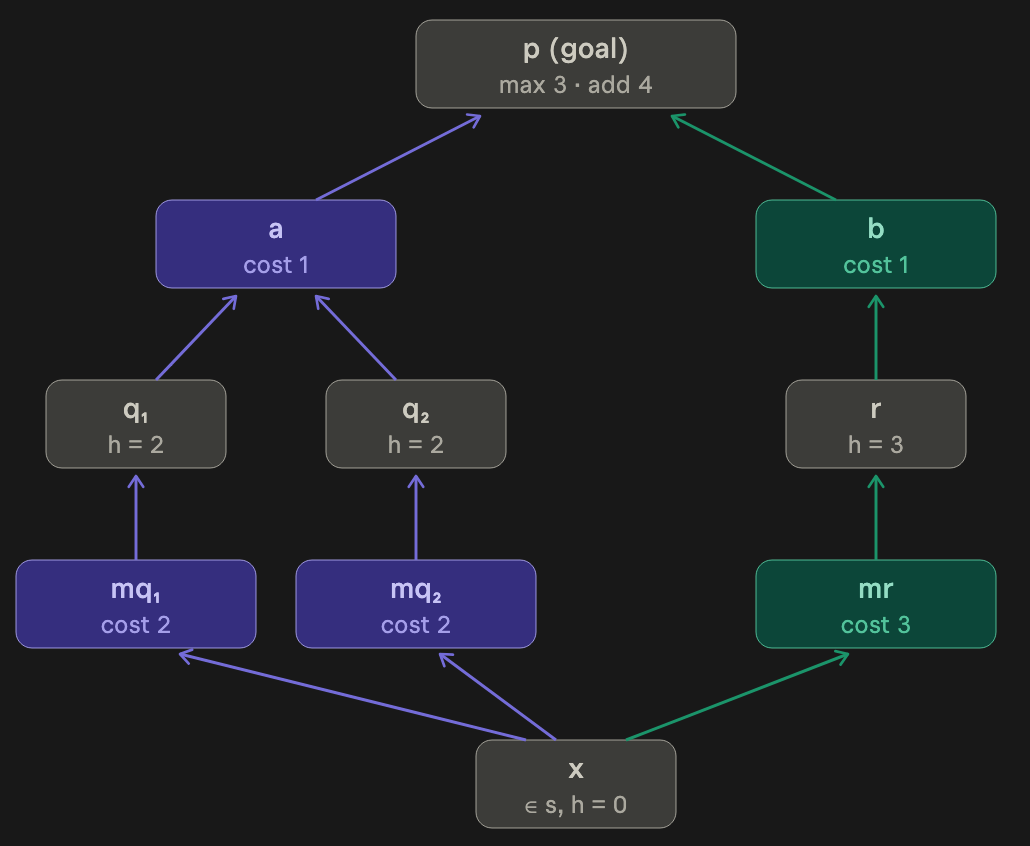 p (goal)
max 3 · add 4
a
cost 1
b
cost 1
q₁
h = 2
q₂
h = 2
r
h = 3
mq₁
cost 2
mq₂
cost 2
mr
cost 3
x
∈ s, h = 0